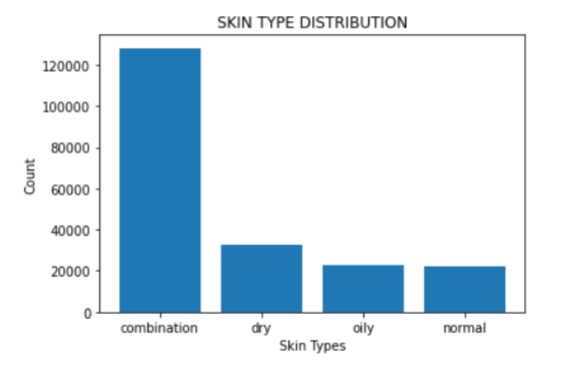 SKIN TYPE DISTRIBUTION
120000
100000
80000
60000
40000
20000
0
Count
combination dry oily normal
Skin Types